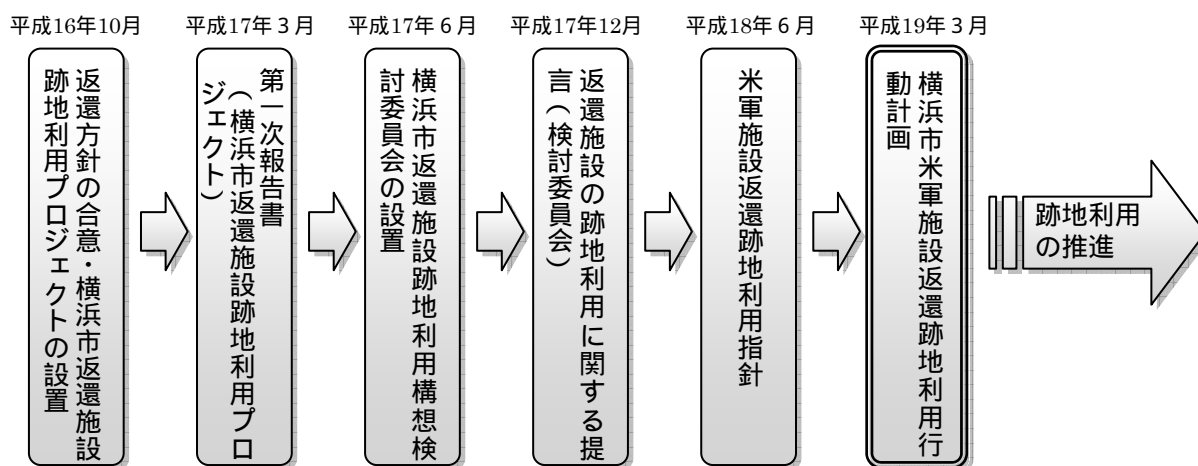 平成16年10月
返還方針の合意・横浜市返還施設
跡地利用プロジェクトの設置
平成17年3月
第一次報告書
(横浜市返還施設跡地利用プロ
ジェクト)
平成17年6月
横浜市返還施設跡地利用構想検
討委員会の設置
平成17年12月
返還施設の跡地利用に関する提
言(検討委員会)
平成18年6月
米軍施設返還跡地利用指針
平成19年3月
横浜市米軍施設返還跡地利用行
動計画
跡地利用
の推進